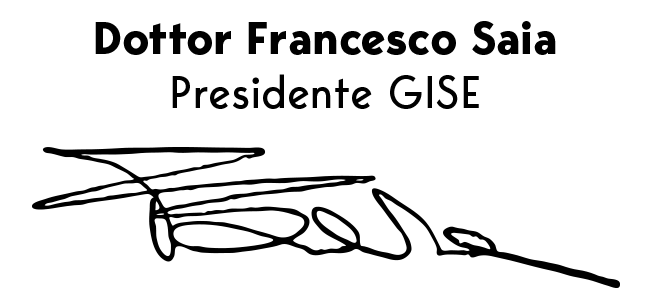 Dottor Francesco Saia
Presidente GISE